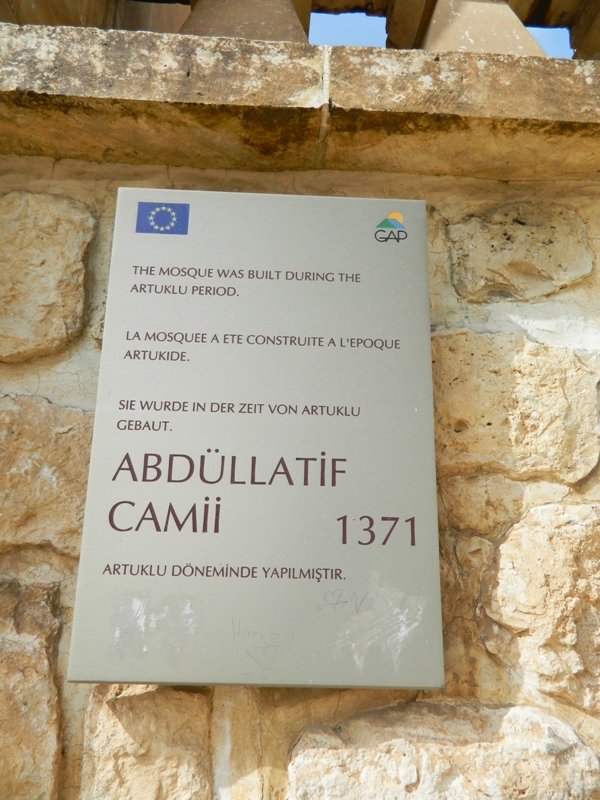 GAP
THE MOSQUE WAS BUILT DURING THE
ARTUKLU PERIOD.
LA MOSQUEE A ETE CONSTRUITE A L'EPOQUE
ARTUKIDE.
SIE WURDE IN DER ZEIT VON ARTUKLU
GEBAUT.
ABDÜLLATİF
CAMİİ 1371
ARTUKLU DÖNEMİNDE YAPILMIŞTIR.